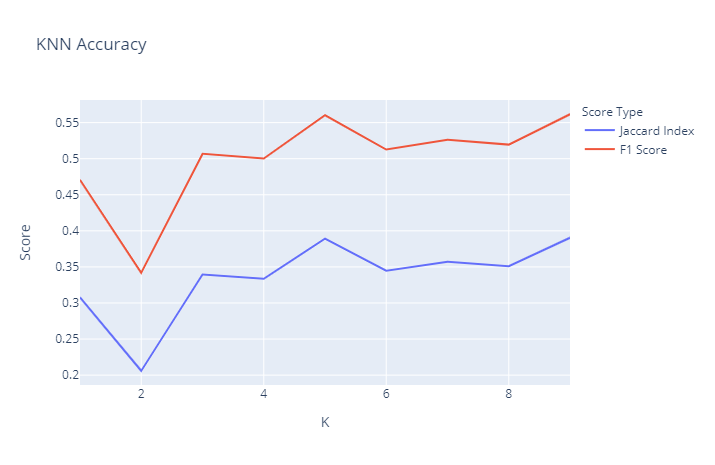 KNN Accuracy
Score Type
Jaccard Index
F1 Score
0.55
0.5
0.45
0.4
0.35
0.3
0.25
0.2
Score
2 4 6 8
K